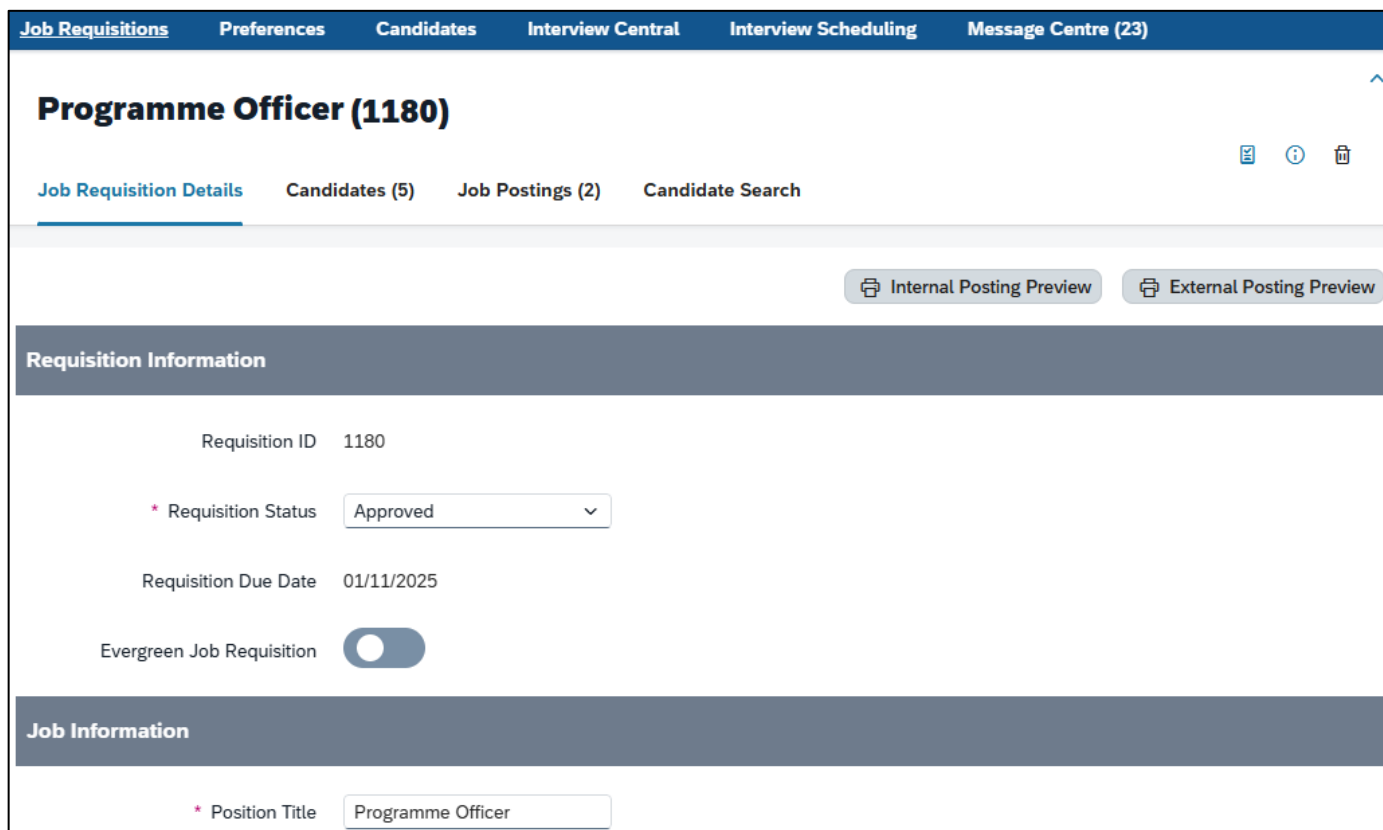 Job Requisitions Preferences Candidates Interview Central Interview Scheduling Message Centre (23)
Programme Officer (1180)
Job Requisition Details Candidates (5) Job Postings (2) Candidate Search
Internal Posting Preview External Posting Preview
Requisition Information
Requisition ID 1180
* Requisition Status Approved
Requisition Due Date 01/11/2025
Evergreen Job Requisition
Job Information
* Position Title Programme Officer